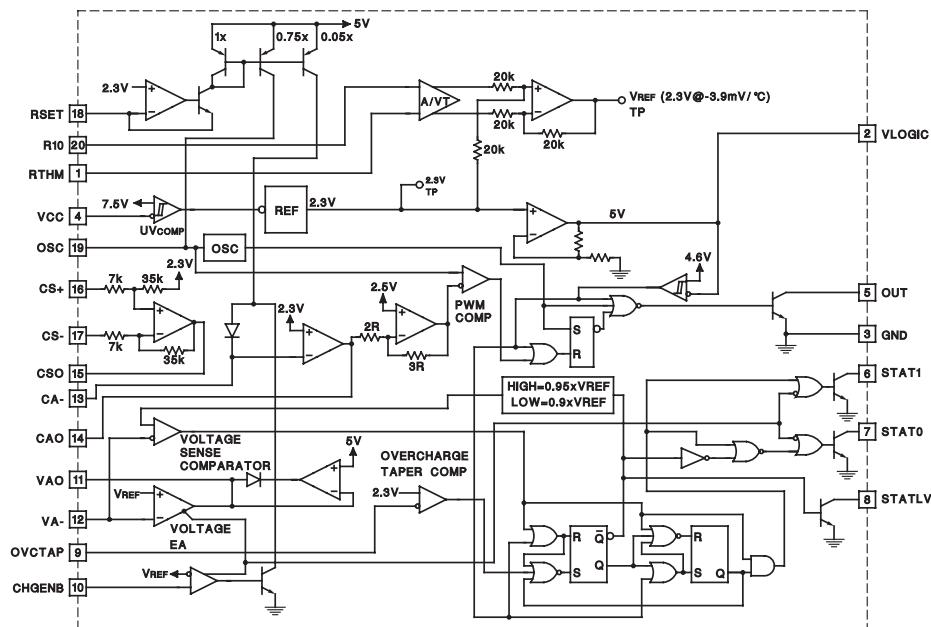 5V
1x
0.75x
0.05x
2.3V
RSET 18
R10 20
RTHM 1
A/VT
20k
20k
20k
20k
VREF (2.3V@-3.9mV/°C)
TP
2 VLOGIC
7.5V
VCC 4
UVCOMP
REF
2.3V
2.3V
TP
5V
OSC 19
OSC
4.6V
CS+ 16
7k
35k
2.3V
CS- 17
7k
35k
CSO 15
CA- 13
2.3V
2.5V
2R
3R
PWM
COMP
S
R
5 OUT
3 GND
6 STAT1
HIGH=0.95xVREF
LOW=0.9xVREF
CAO 14
VOLTAGE
SENSE
COMPARATOR
7 STAT0
VAO 11
5V
OVERCHARGE
TAPER COMP
VREF
2.3V
8 STATLV
VA- 12
VOLTAGE
EA
OVCTAP 9
R
Q
S
Q
R
S
Q
VREF
CHGENB 10